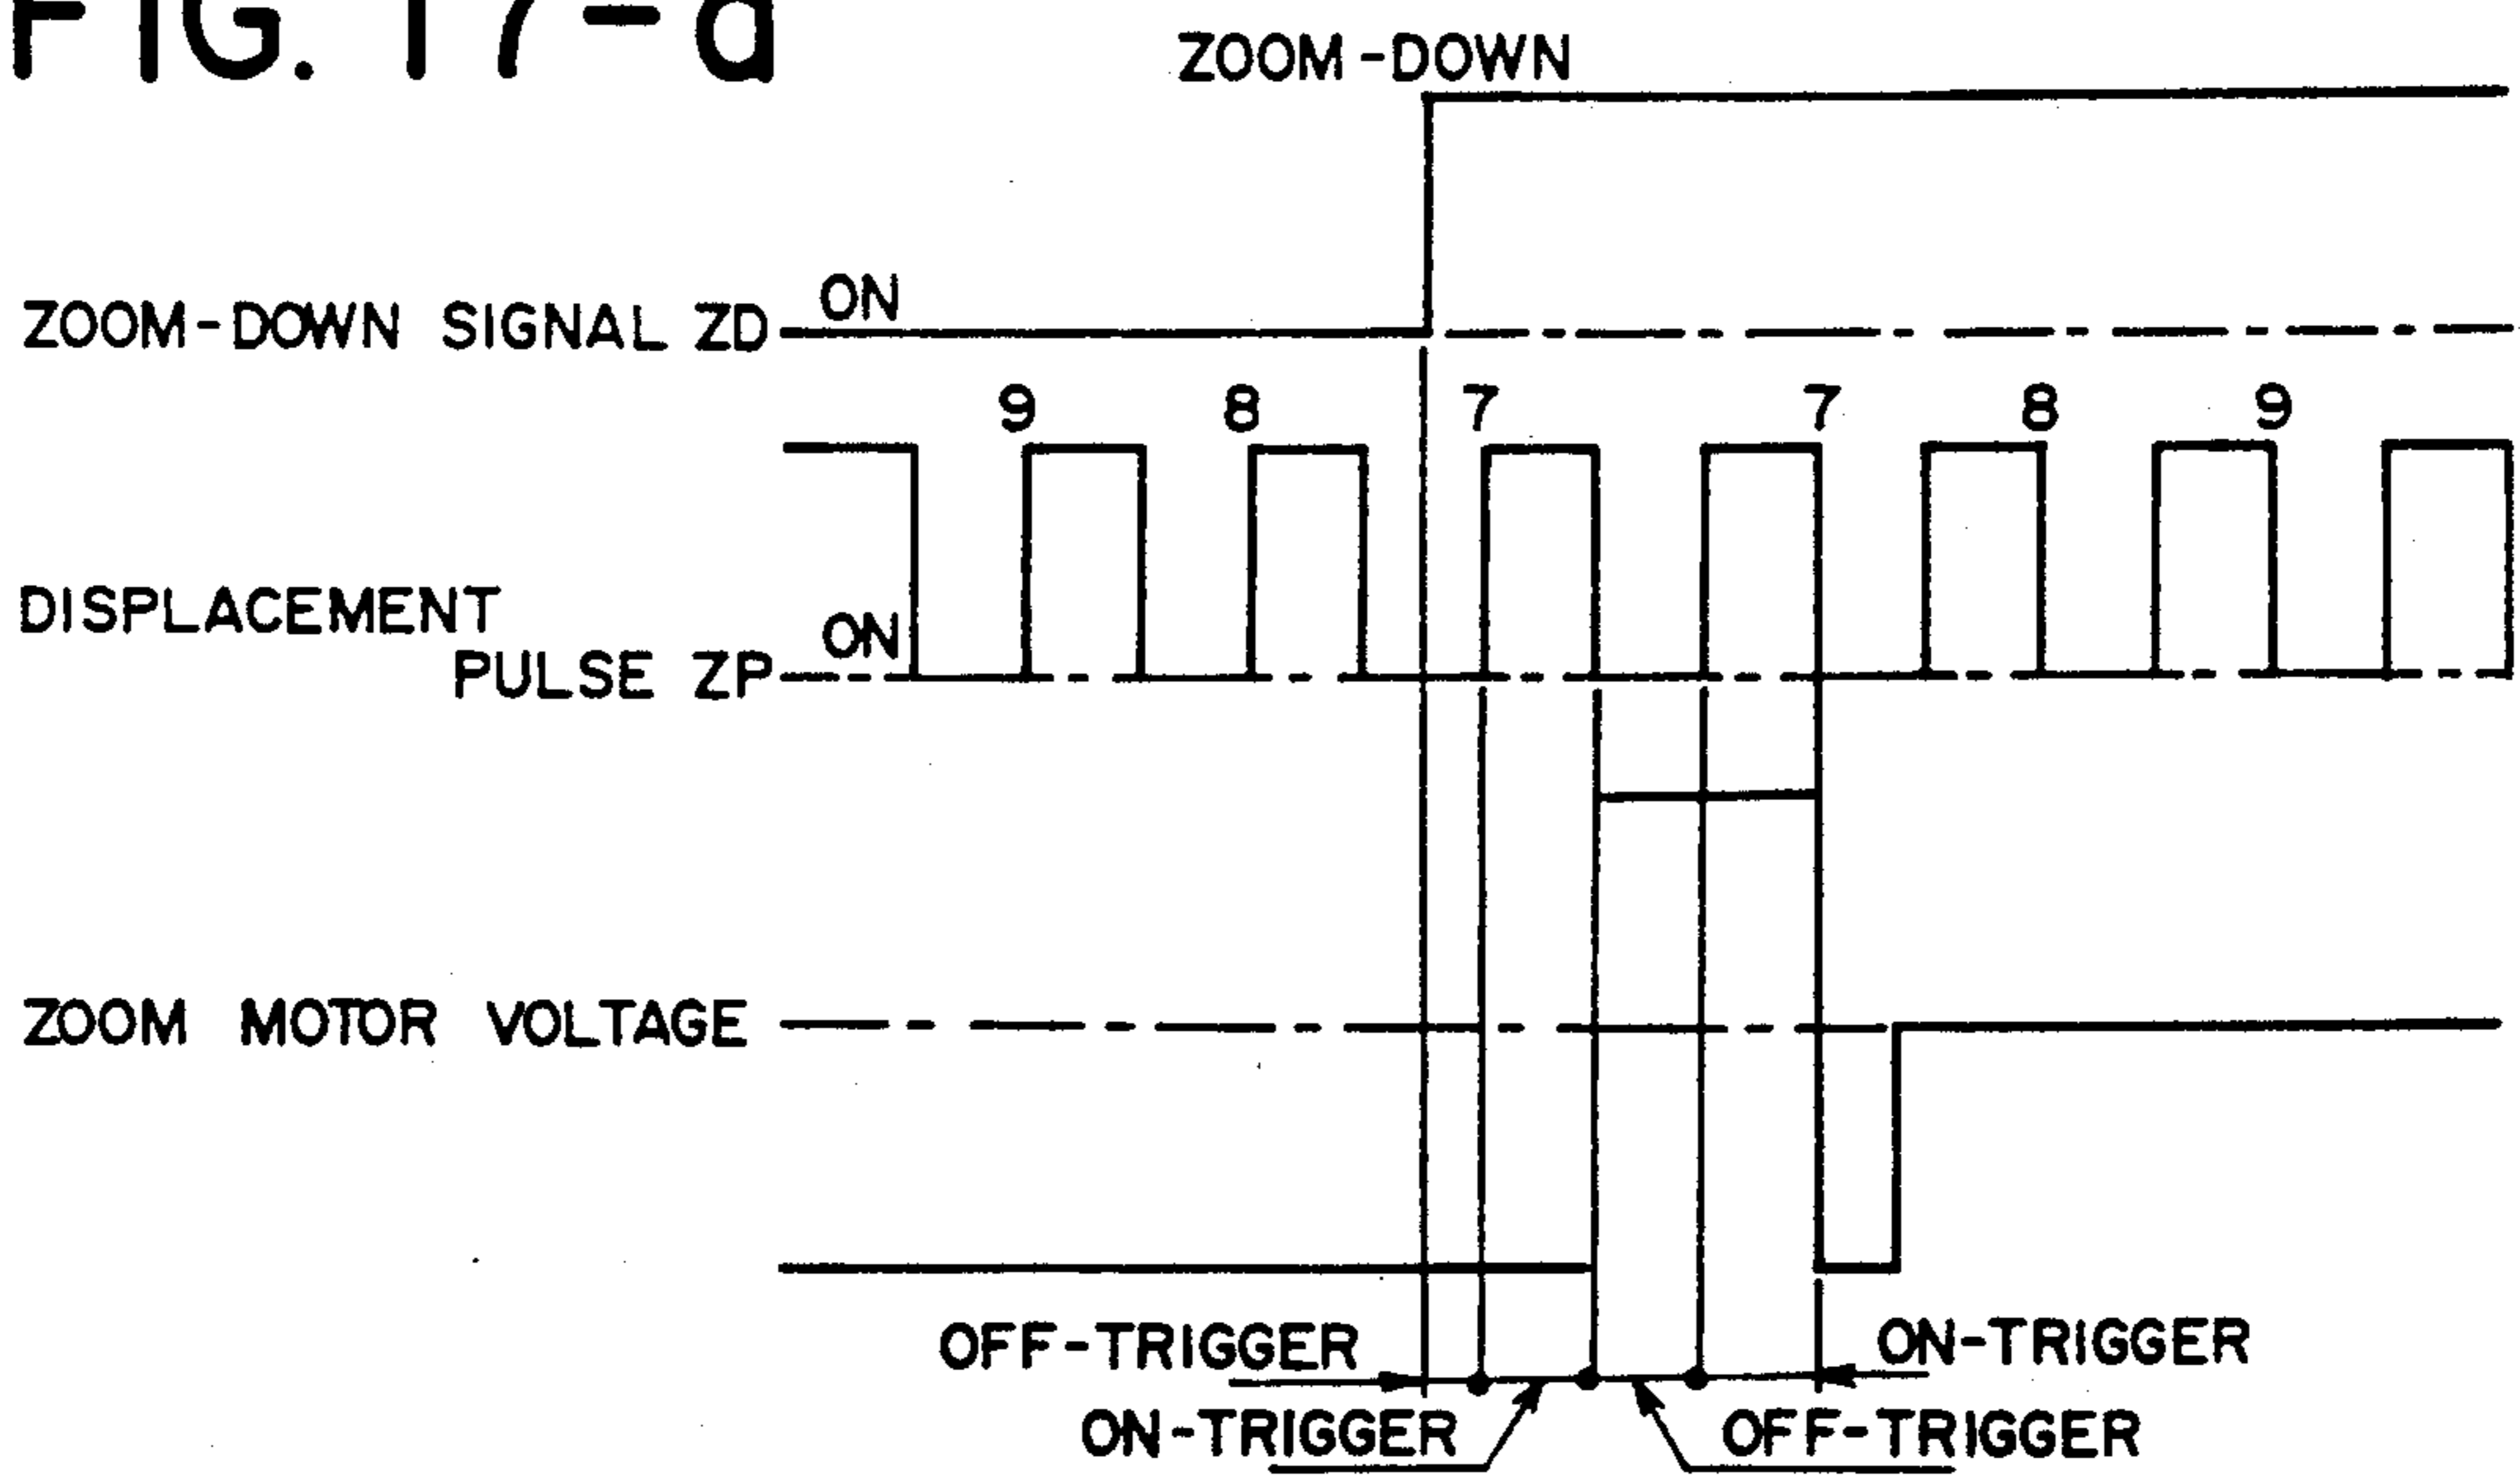 FIG. 17-a
ZOOM-DOWN
ON
ZOOM-DOWN SIGNAL ZD
9 8 7 7 8 9
DISPLACEMENT
PULSE ZP
ON
ZOOM MOTOR VOLTAGE
OFF-TRIGGER
ON-TRIGGER
ON-TRIGGER
OFF-TRIGGER